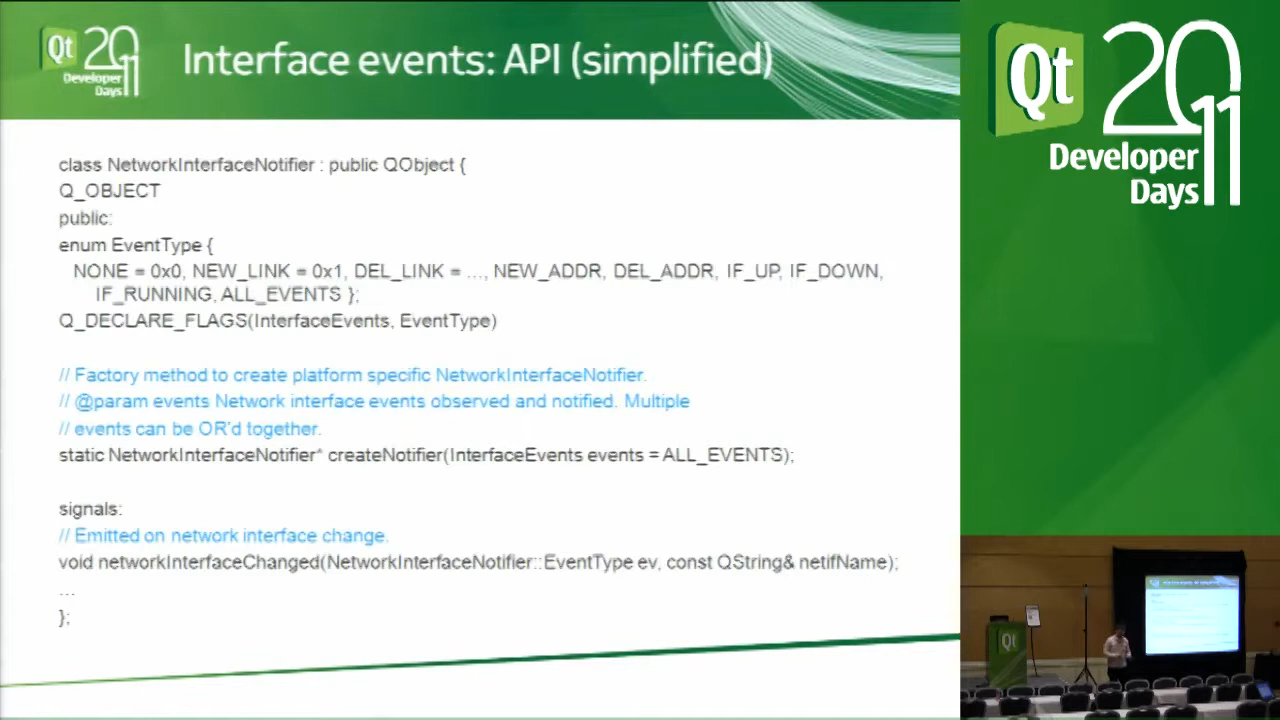 Qt 2011
Developer
Days
Interface events: API (simplified)
class NetworkInterfaceNotifier : public QObject {
Q_OBJECT
public:
enum EventType {
NONE = 0x0, NEW_LINK = 0x1, DEL_LINK = ..., NEW_ADDR, DEL_ADDR, IF_UP, IF_DOWN,
IF_RUNNING, ALL_EVENTS };
Q_DECLARE_FLAGS(InterfaceEvents, EventType)
// Factory method to create platform specific NetworkInterfaceNotifier.
// @param events Network interface events observed and notified. Multiple
// events can be OR'd together.
static NetworkInterfaceNotifier* createNotifier(InterfaceEvents events = ALL_EVENTS);
signals:
// Emitted on network interface change.
void networkInterfaceChanged(NetworkInterfaceNotifier::EventType ev, const QString& netifName);
...
};
Qt 2011
Developer
Days
Qt